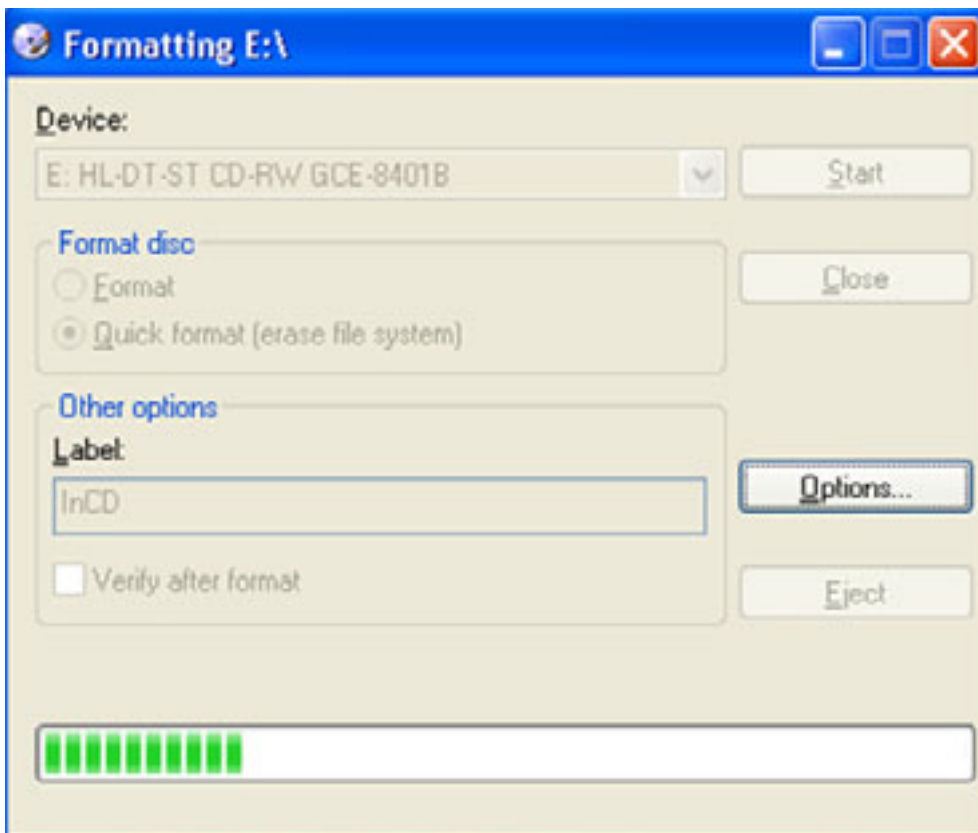 Formatting E:\
Device:
E: HL-DT-ST CD-RW GCE-8401B
Start
Format disc
Format
Close
Quick format (erase file system)
Other options
Label:
InCD
Options...
Verify after format
Eject